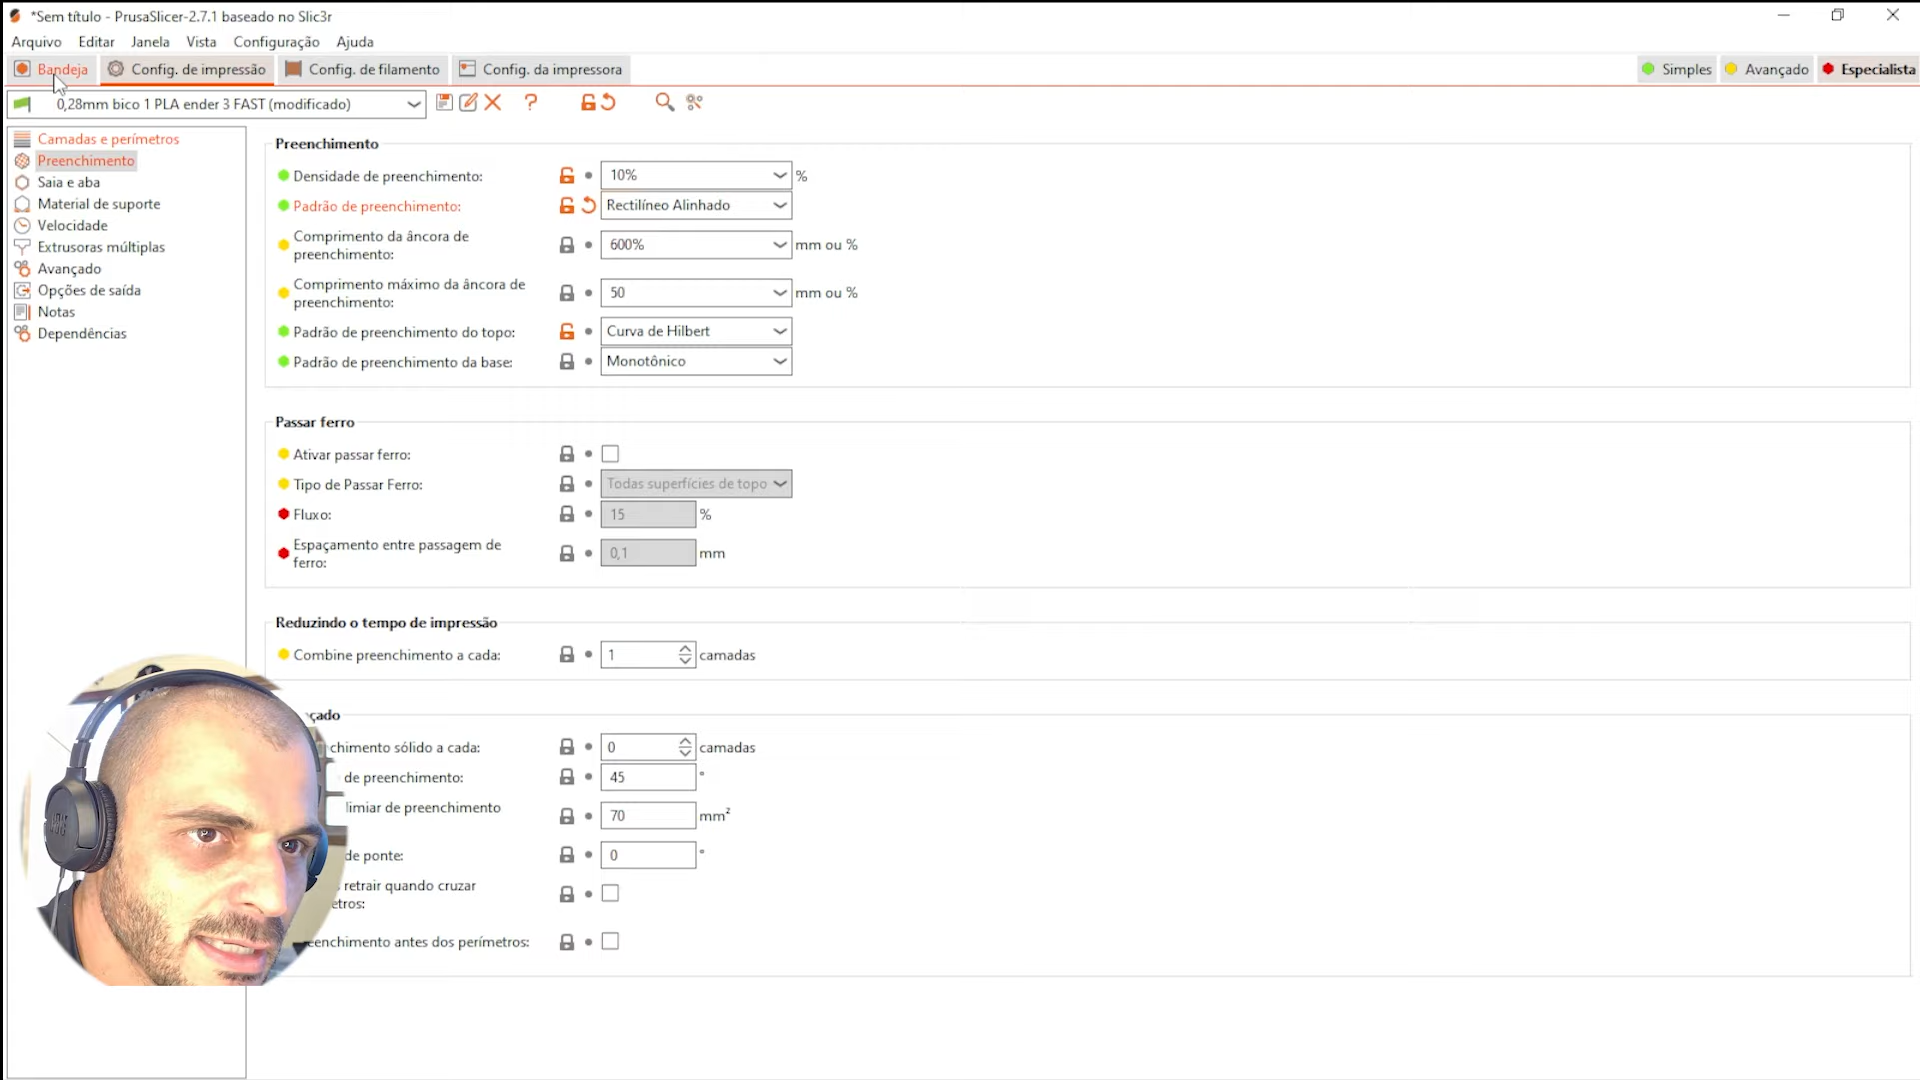 *Sem título - PrusaSlicer-2.7.1 baseado no Slic3r
Arquivo Editar Janela Vista Configuração Ajuda
Bandeja Config. de impressão Config. de filamento Config. da impressora Simples Avançado Especialista
0,28mm bico 1 PLA ender 3 FAST (modificado) ?
Camadas e perímetros
Preenchimento
Saia e aba
Material de suporte
Velocidade
Extrusoras múltiplas
Avançado
Opções de saída
Notas
Dependências
Preenchimento
Densidade de preenchimento: 10% %
Padrão de preenchimento: Rectilíneo Alinhado
Comprimento da âncora de
preenchimento: 600% mm ou %
Comprimento máximo da âncora de
preenchimento: 50 mm ou %
Padrão de preenchimento do topo: Curva de Hilbert
Padrão de preenchimento da base: Monotônico
Passar ferro
Ativar passar ferro:
Tipo de Passar Ferro: Todas superfícies de topo
Fluxo: 15 %
Espaçamento entre passagem de
ferro: 0,1 mm
Reduzindo o tempo de impressão
Combine preenchimento a cada: 1 camadas
çado
chimento sólido a cada: 0 camadas
de preenchimento: 45 °
limiar de preenchimento
70 mm²
de ponte: 0 °
retrair quando cruzar
etros:
eenchimento antes dos perímetros: